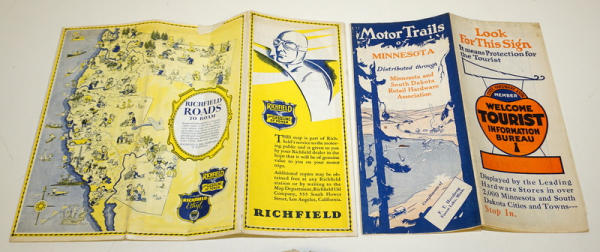 RICHFIELD
ROADS
TO ROAM
RICHFIELD
RICHFIELD
Ethyl
RICHFIELD
THIS map is part of Rich-
field's service to the motor-
ing public and is given to you
by your Richfield dealer in the
hope that it will be of genuine
value to you on your motor
trips.
Additional copies may be ob-
tained free at any Richfield
station or by writing to the
Map Department, Richfield Oil
Company, 555 South Flower
Street, Los Angeles, California.
RICHFIELD
Motor Trails
of
MINNESOTA
Distributed through
Minnesota and
South Dakota
Retail Hardware
Association
Look
For This Sign
It means Protection for
the Tourist
MEMBER
WELCOME
TOURIST
INFORMATION
BUREAU
Displayed by the Leading
Hardware Stores in over
2,000 Minnesota and South
Dakota Cities and Towns—
Stop In.